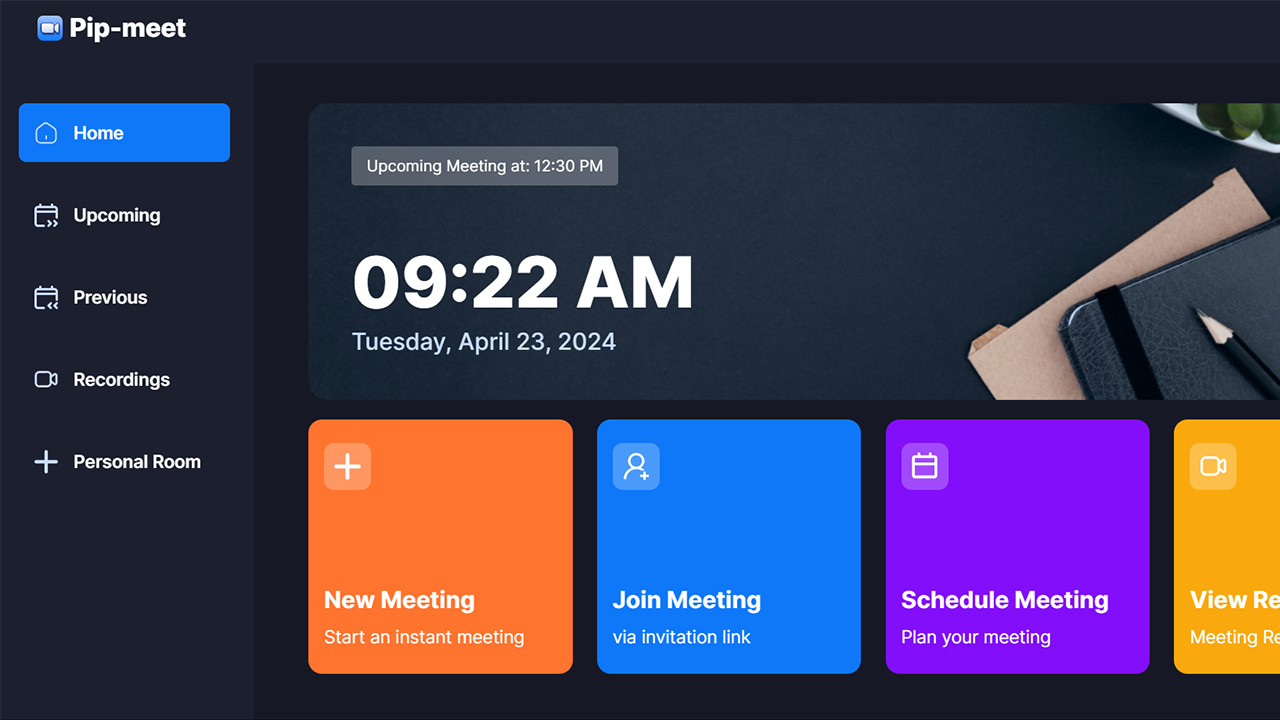 Pip-meet
Home
Upcoming
Previous
Recordings
Personal Room
Upcoming Meeting at: 12:30 PM
09:22 AM
Tuesday, April 23, 2024
New Meeting
Start an instant meeting
Join Meeting
via invitation link
Schedule Meeting
Plan your meeting
View Re
Meeting Re